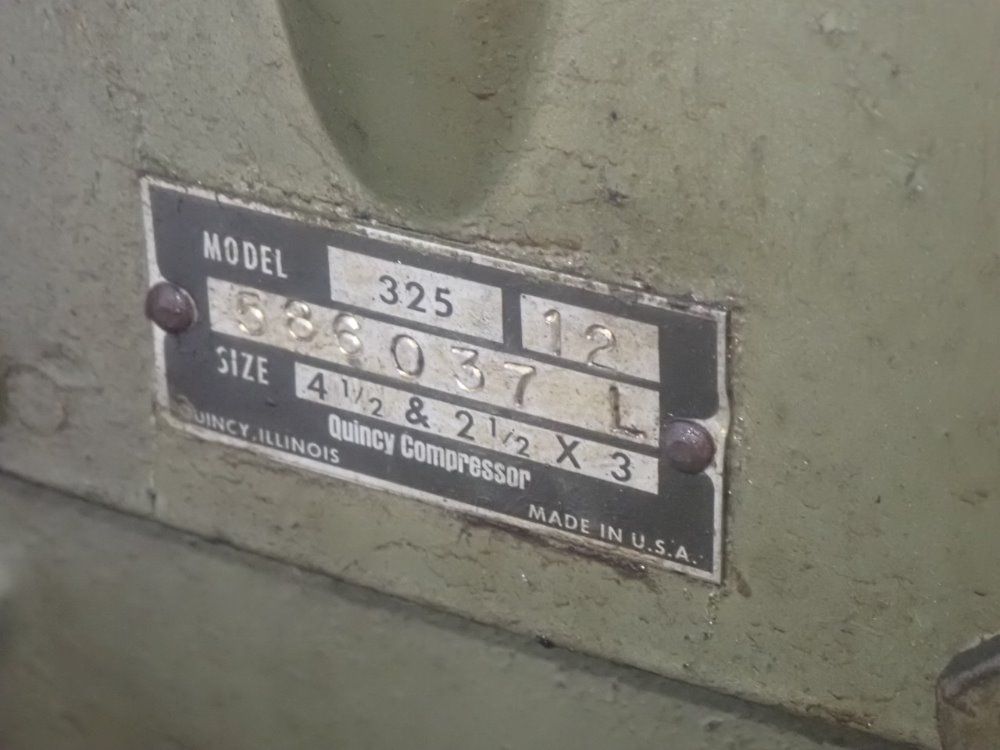 MODEL 325 12
586037 L
SIZE 4 1/2 & 2 1/2 X 3
Quincy Compressor
QUINCY, ILLINOIS
MADE IN U.S.A.